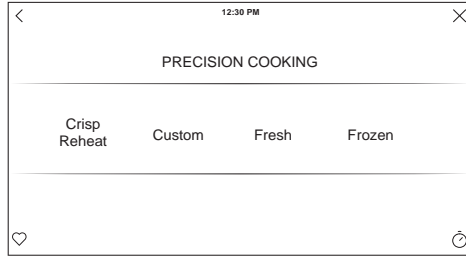 12:30 PM
PRECISION COOKING
Crisp
Reheat
Custom
Fresh
Frozen